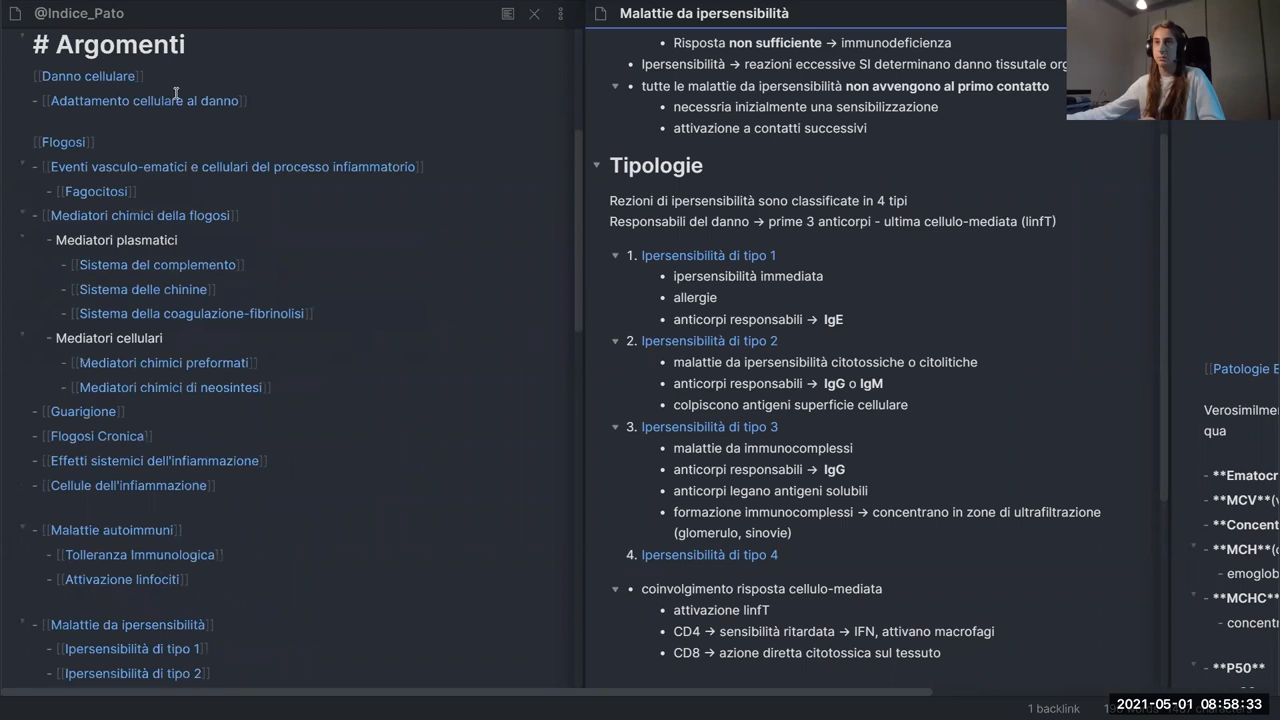 @Indice_Pato
# Argomenti
[[Danno cellulare]]
- [[Adattamento cellulare al danno]]
[[Flogosi]]
- [[Eventi vasculo-ematici e cellulari del processo infiammatorio]]
- [[Fagocitosi]]
- [[Mediatori chimici della flogosi]]
- Mediatori plasmatici
- [[Sistema del complemento]]
- [[Sistema delle chinine]]
- [[Sistema della coagulazione-fibrinolisi]]
- Mediatori cellulari
- [[Mediatori chimici preformati]]
- [[Mediatori chimici di neosintesi]]
- [[Guarigione]]
- [[Flogosi Cronica]]
- [[Effetti sistemici dell'infiammazione]]
- [[Cellule dell'infiammazione]]
- [[Malattie autoimmuni]]
- [[Tolleranza Immunologica]]
- [[Attivazione linfociti]]
- [[Malattie da ipersensibilità]]
- [[Ipersensibilità di tipo 1]]
- [[Ipersensibilità di tipo 2]]
Malattie da ipersensibilità
• Risposta non sufficiente → immunodeficienza
• Ipersensibilità → reazioni eccessive SI determinano danno tissutale org
• tutte le malattie da ipersensibilità non avvengono al primo contatto
• necessria inizialmente una sensibilizzazione
• attivazione a contatti successivi
Tipologie
Rezioni di ipersensibilità sono classificate in 4 tipi
Responsabili del danno → prime 3 anticorpi - ultima cellulo-mediata (linfT)
1. Ipersensibilità di tipo 1
• ipersensibilità immediata
• allergie
• anticorpi responsabili → IgE
2. Ipersensibilità di tipo 2
• malattie da ipersensibilità citotossiche o citolitiche
• anticorpi responsabili → IgG o IgM
• colpiscono antigeni superficie cellulare
3. Ipersensibilità di tipo 3
• malattie da immunocomplessi
• anticorpi responsabili → IgG
• anticorpi legano antigeni solubili
• formazione immunocomplessi → concentrano in zone di ultrafiltrazione
(glomerulo, sinovie)
4. Ipersensibilità di tipo 4
• coinvolgimento risposta cellulo-mediata
• attivazione linfT
• CD4 → sensibilità ritardata → IFN, attivano macrofagi
• CD8 → azione diretta citotossica sul tessuto
[[Patologie E
Verosimilme
qua
- **Ematocr
- **MCV**(v
- **Concent
- **MCH**(c
- emoglob
- **MCHC
- concentr
- **P50**
1 backlink
2021-05-01 08:58:33